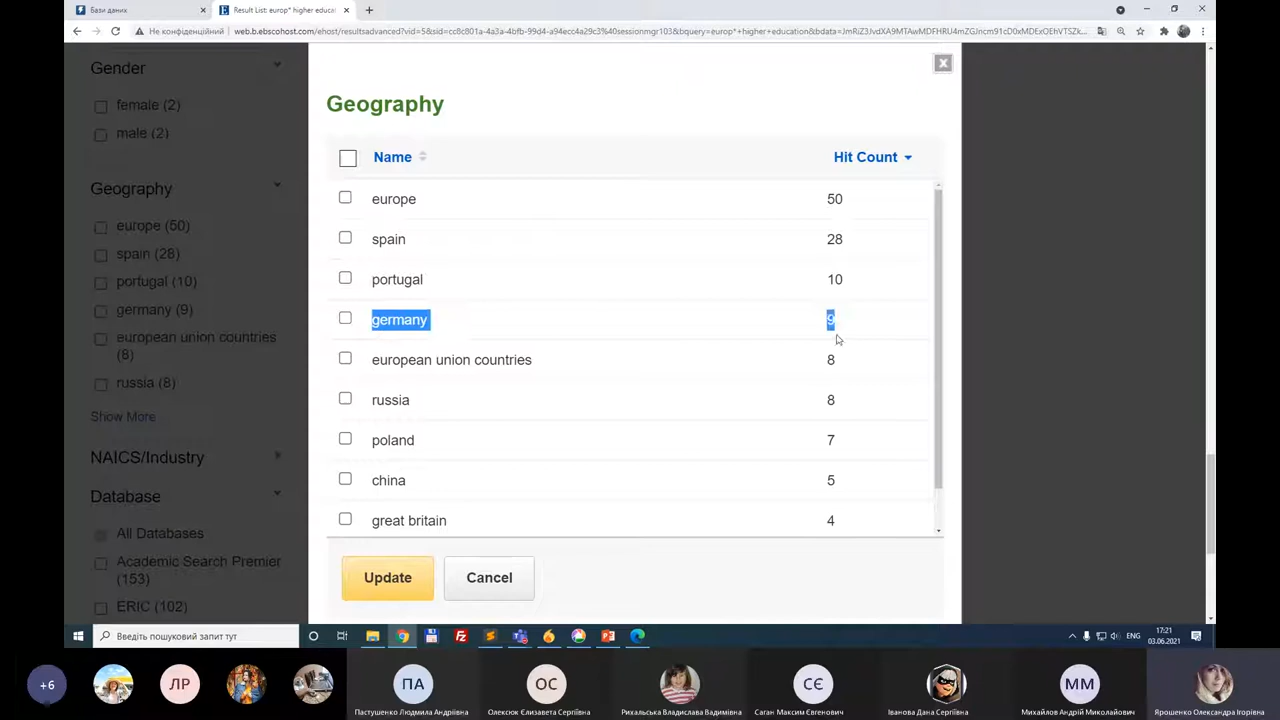 Бази даних
Result List: europ* higher educat
Не конфіденційний
web.b.ebscohost.com/ehost/resultsadvanced?vid=5&sid=cc8c801a-4a3a-4bfb-99d4-a94ecc4a29c3%40sessionmgr103&bquery=europ*+higher+education&bdata=
Gender
female (2)
male (2)
Geography
europe (50)
spain (28)
portugal (10)
germany (9)
european union countries
(8)
russia (8)
Show More
NAICS/Industry
Database
All Databases
Academic Search Premier
(153)
ERIC (102)
x
Geography
Name Hit Count
europe 50
spain 28
portugal 10
germany 9
european union countries 8
russia 8
poland 7
china 5
great britain 4
Update Cancel
Введіть пошуковий запит тут
ENG
17:21
03.06.2021
+6
ЛР
ПА
ОС
СЄ
ММ
Пастушенко Людмила Андріївна
Олексюк Єлизавета Сергіївна
Рихальська Владислава Вадимівна
Саган Максим Євгенович
Іванова Дана Сергіївна
Михайлов Андрій Миколайович
Ярошенко Олександра Ігорівна